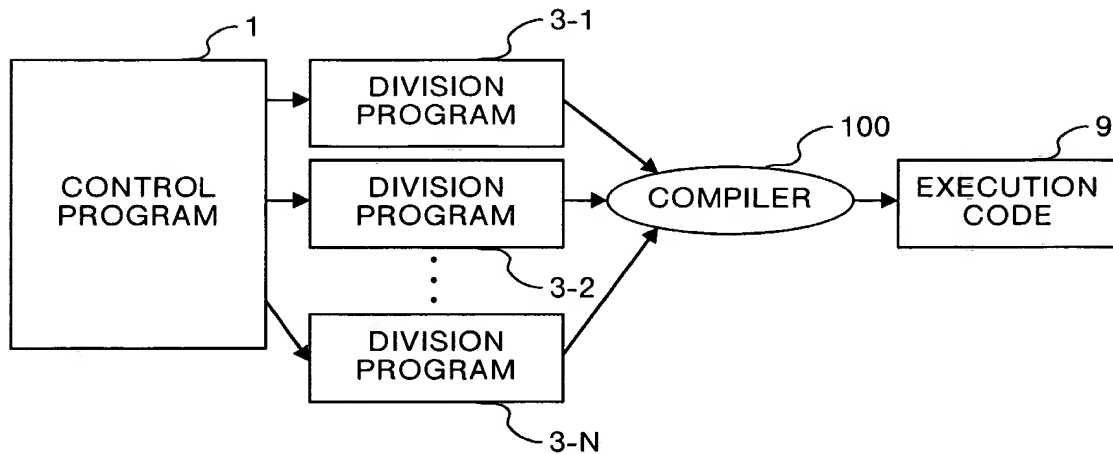 1
3-1
DIVISION
PROGRAM
100
9
CONTROL
PROGRAM
DIVISION
PROGRAM
COMPILER
EXECUTION
CODE
3-2
DIVISION
PROGRAM
3-N